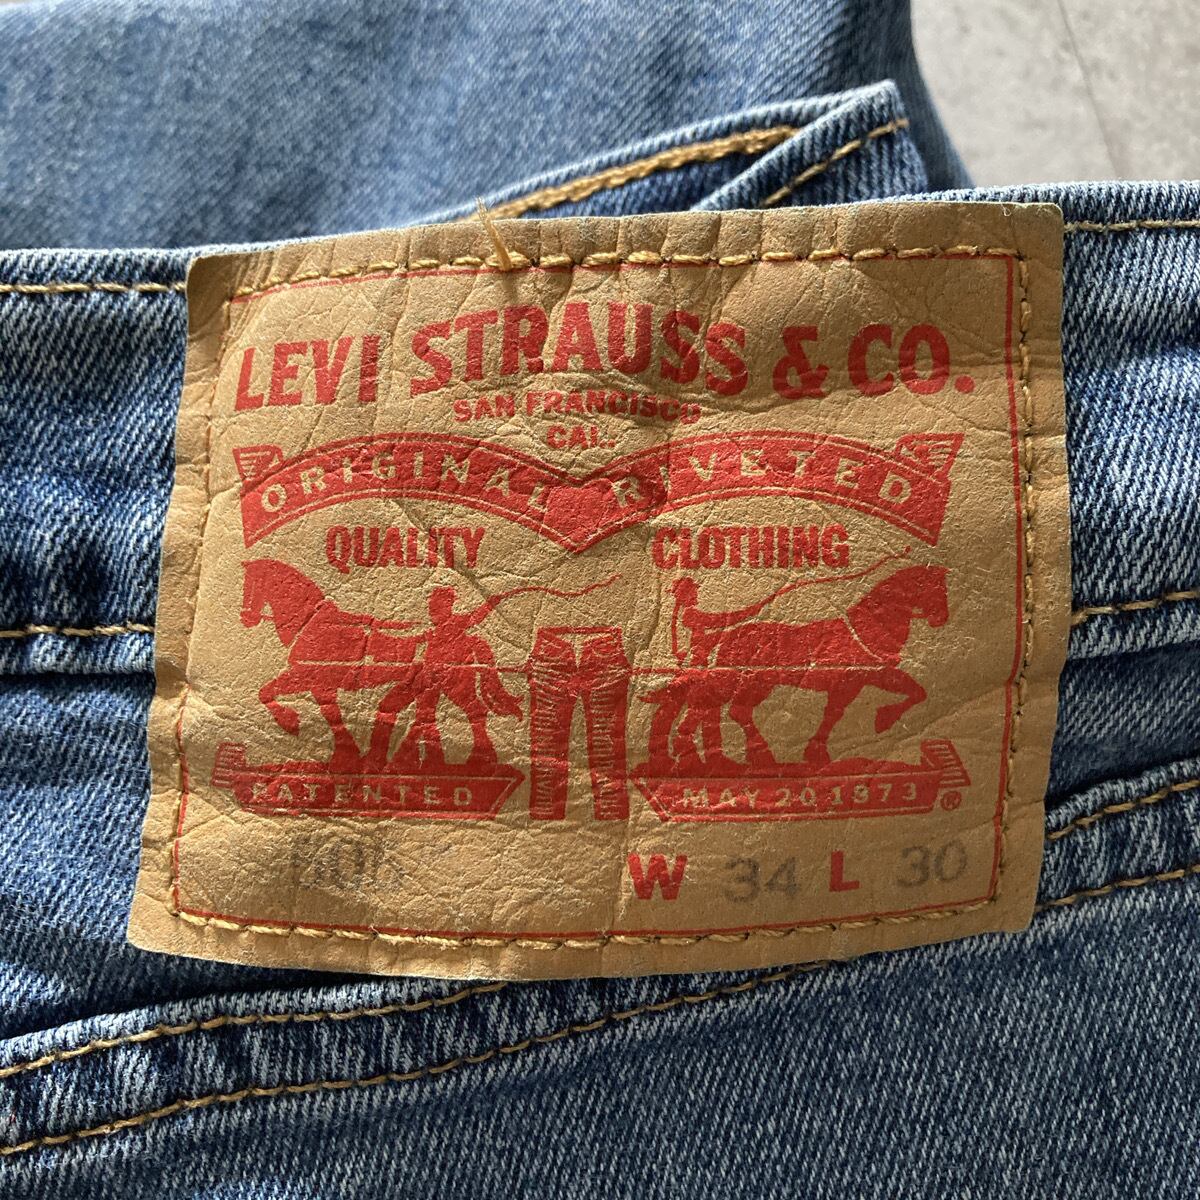 LEVI STRAUSS & CO.
SAN FRANCISCO
CAL.
ORIGINAL RIVETED
QUALITY CLOTHING
PATENTED MAY 20 1873 ®
W 34 L 30